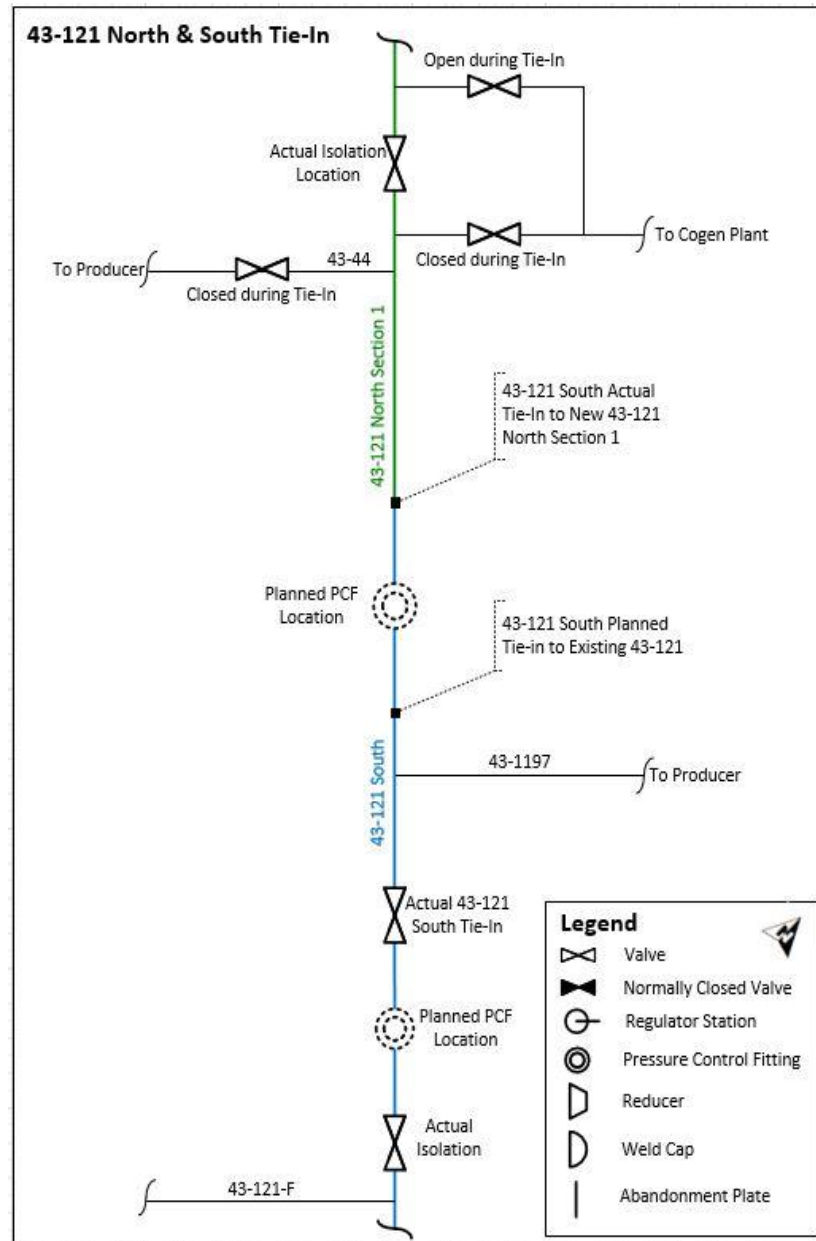 43-121 North & South Tie-In
Open during Tie-In
Actual Isolation
Location
To Cogen Plant
Closed during Tie-In
43-44
To Producer
Closed during Tie-In
43-121 North Section 1
43-121 South Actual
Tie-In to New 43-121
North Section 1
Planned PCF
Location
43-121 South Planned
Tie-in to Existing 43-121
43-1197
To Producer
43-121 South
Actual 43-121
South Tie-In
Planned PCF
Location
Actual
Isolation
43-121-F
Legend
N
Valve
Normally Closed Valve
Regulator Station
Pressure Control Fitting
Reducer
Weld Cap
Abandonment Plate